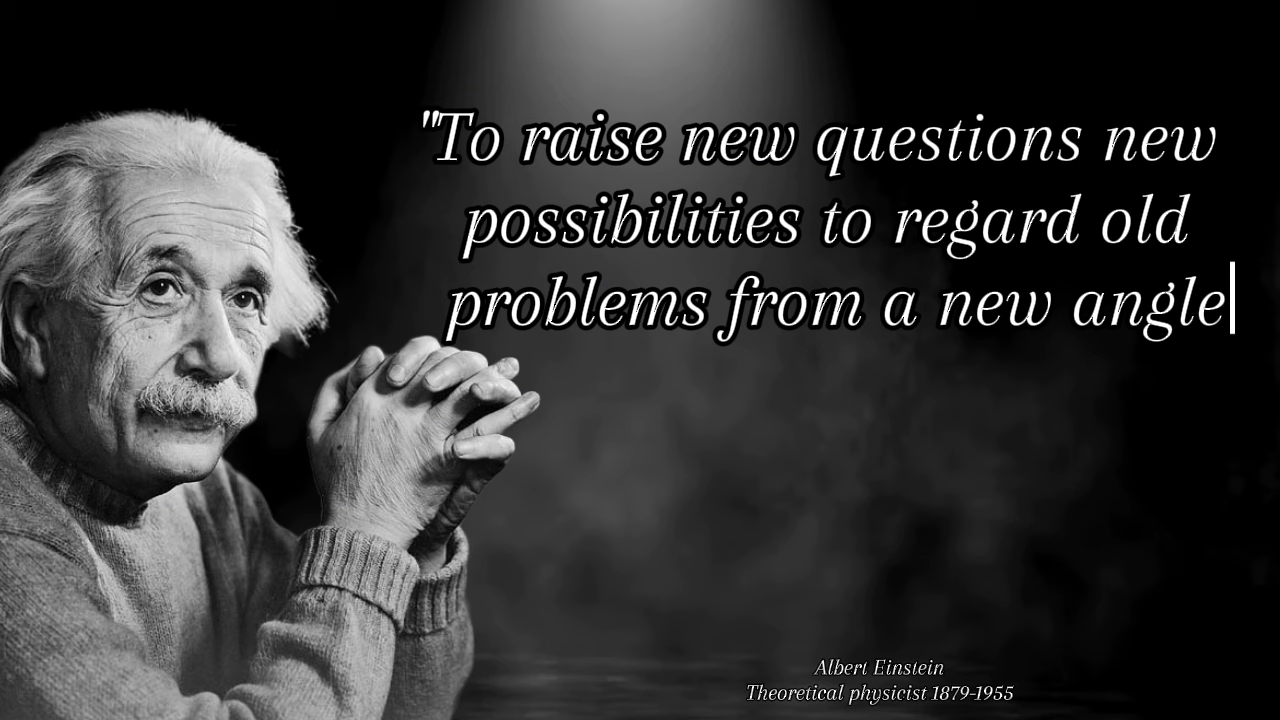 "To raise new questions new
possibilities to regard old
problems from a new angle
Albert Einstein
Theoretical physicist 1879-1955